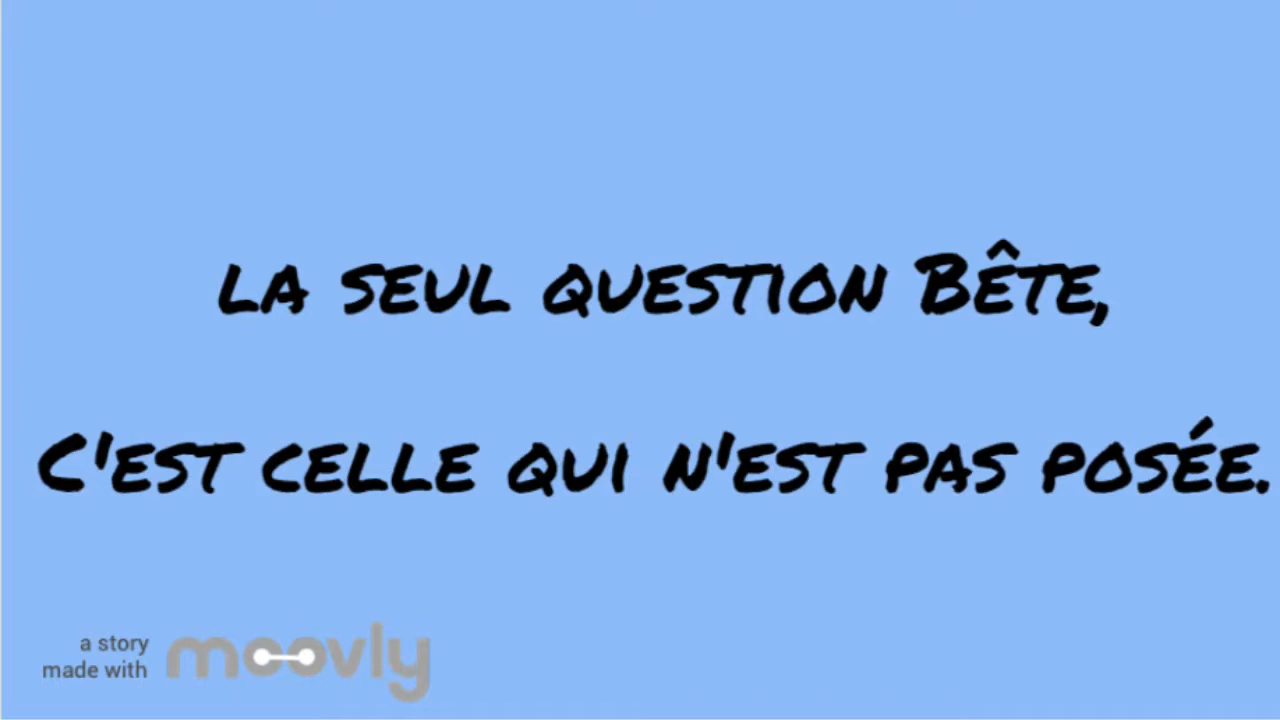 la seul question Bête,
C'est celle qui n'est pas posée.
a story
made with moovly